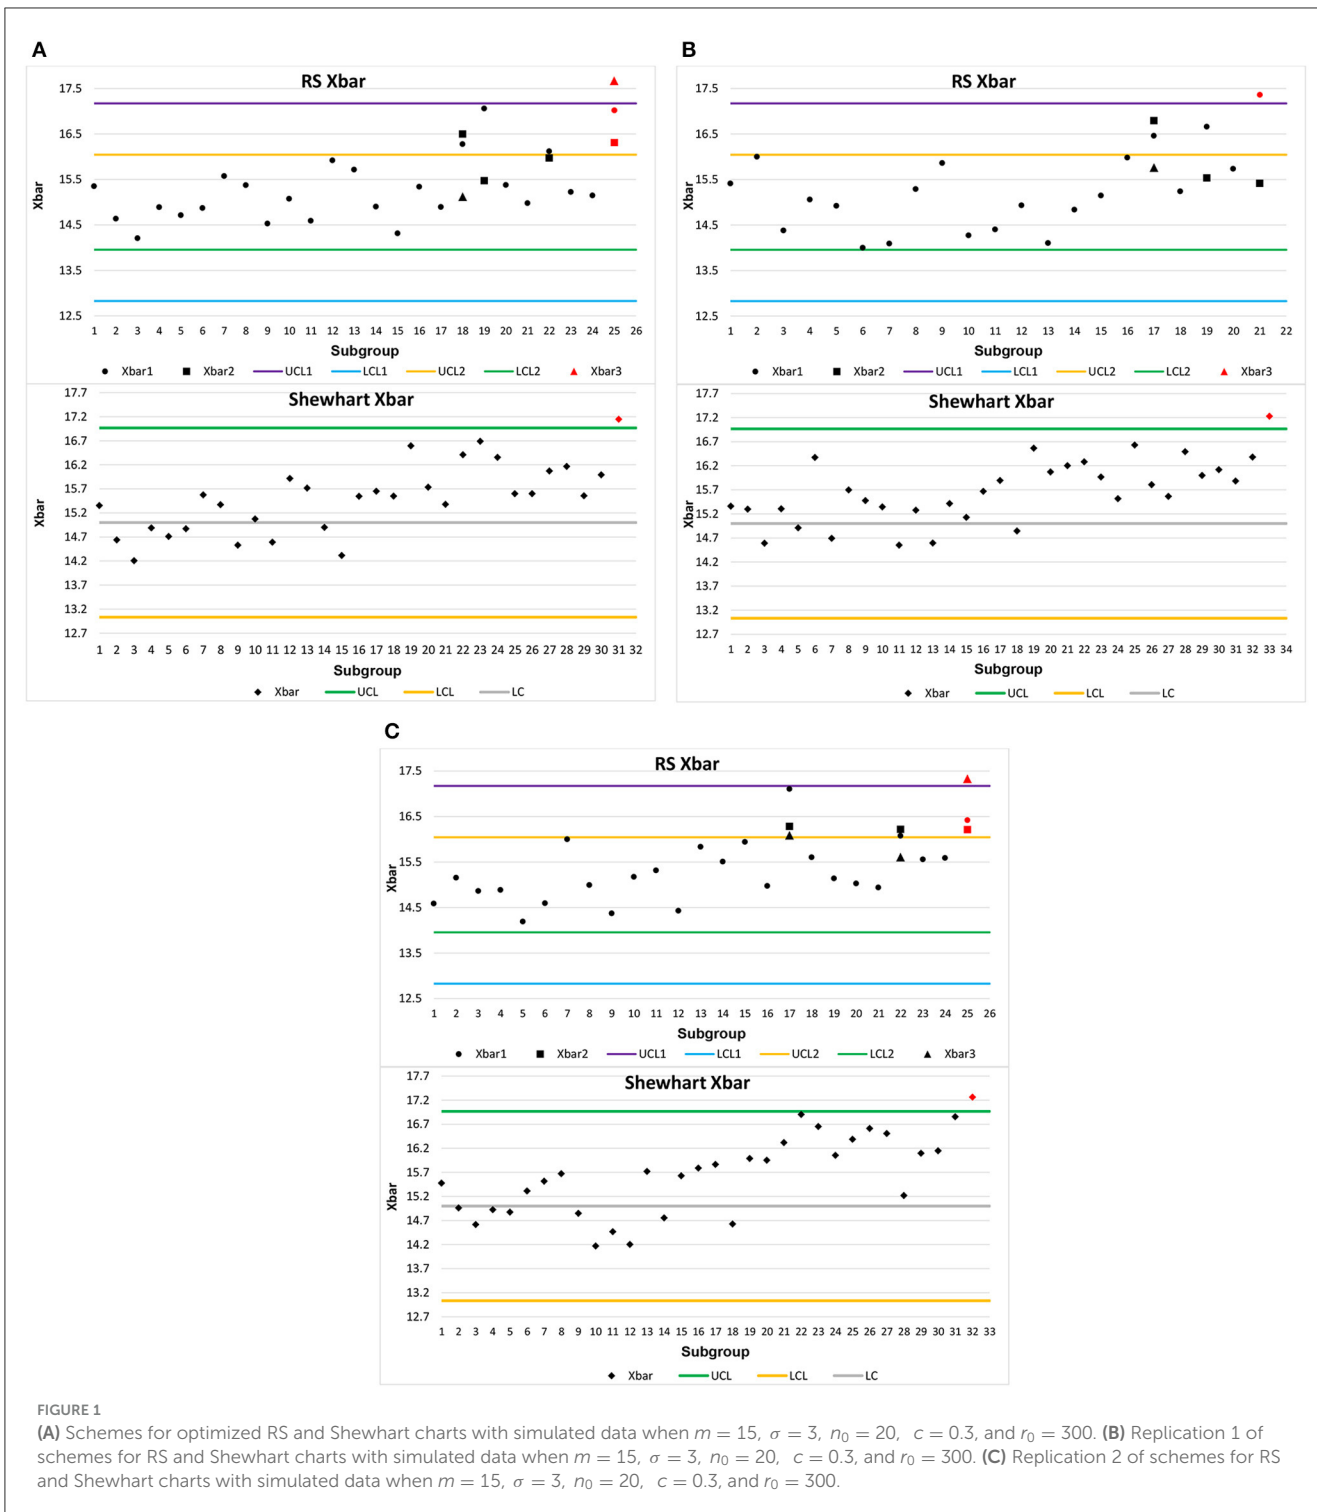 A
RS Xbar
17.5
16.5
15.5
14.5
13.5
12.5
Xbar
1 2 3 4 5 6 7 8 9 10 11 12 13 14 15 16 17 18 19 20 21 22 23 24 25 26
Subgroup
Xbar1 Xbar2 UCL1 LCL1 UCL2 LCL2 Xbar3
Shewhart Xbar
17.7
17.2
16.7
16.2
15.7
15.2
14.7
14.2
13.7
13.2
12.7
Xbar
1 2 3 4 5 6 7 8 9 10 11 12 13 14 15 16 17 18 19 20 21 22 23 24 25 26 27 28 29 30 31 32
Subgroup
Xbar UCL LCL LC
B
RS Xbar
17.5
16.5
15.5
14.5
13.5
12.5
Xbar
1 2 3 4 5 6 7 8 9 10 11 12 13 14 15 16 17 18 19 20 21 22
Subgroup
Xbar1 Xbar2 UCL1 LCL1 UCL2 LCL2 Xbar3
Shewhart Xbar
17.7
17.2
16.7
16.2
15.7
15.2
14.7
14.2
13.7
13.2
12.7
Xbar
1 2 3 4 5 6 7 8 9 10 11 12 13 14 15 16 17 18 19 20 21 22 23 24 25 26 27 28 29 30 31 32 33 34
Subgroup
Xbar UCL LCL LC
C
RS Xbar
17.5
16.5
15.5
14.5
13.5
12.5
Xbar
1 2 3 4 5 6 7 8 9 10 11 12 13 14 15 16 17 18 19 20 21 22 23 24 25 26
Subgroup
Xbar1 Xbar2 UCL1 LCL1 UCL2 LCL2 Xbar3
Shewhart Xbar
17.7
17.2
16.7
16.2
15.7
15.2
14.7
14.2
13.7
13.2
12.7
Xbar
1 2 3 4 5 6 7 8 9 10 11 12 13 14 15 16 17 18 19 20 21 22 23 24 25 26 27 28 29 30 31 32 33
Subgroup
Xbar UCL LCL LC
FIGURE 1
(A) Schemes for optimized RS and Shewhart charts with simulated data when m = 15, σ = 3, n₀ = 20, c = 0.3, and r₀ = 300. (B) Replication 1 of
schemes for RS and Shewhart charts with simulated data when m = 15, σ = 3, n₀ = 20, c = 0.3, and r₀ = 300. (C) Replication 2 of schemes for RS
and Shewhart charts with simulated data when m = 15, σ = 3, n₀ = 20, c = 0.3, and r₀ = 300.